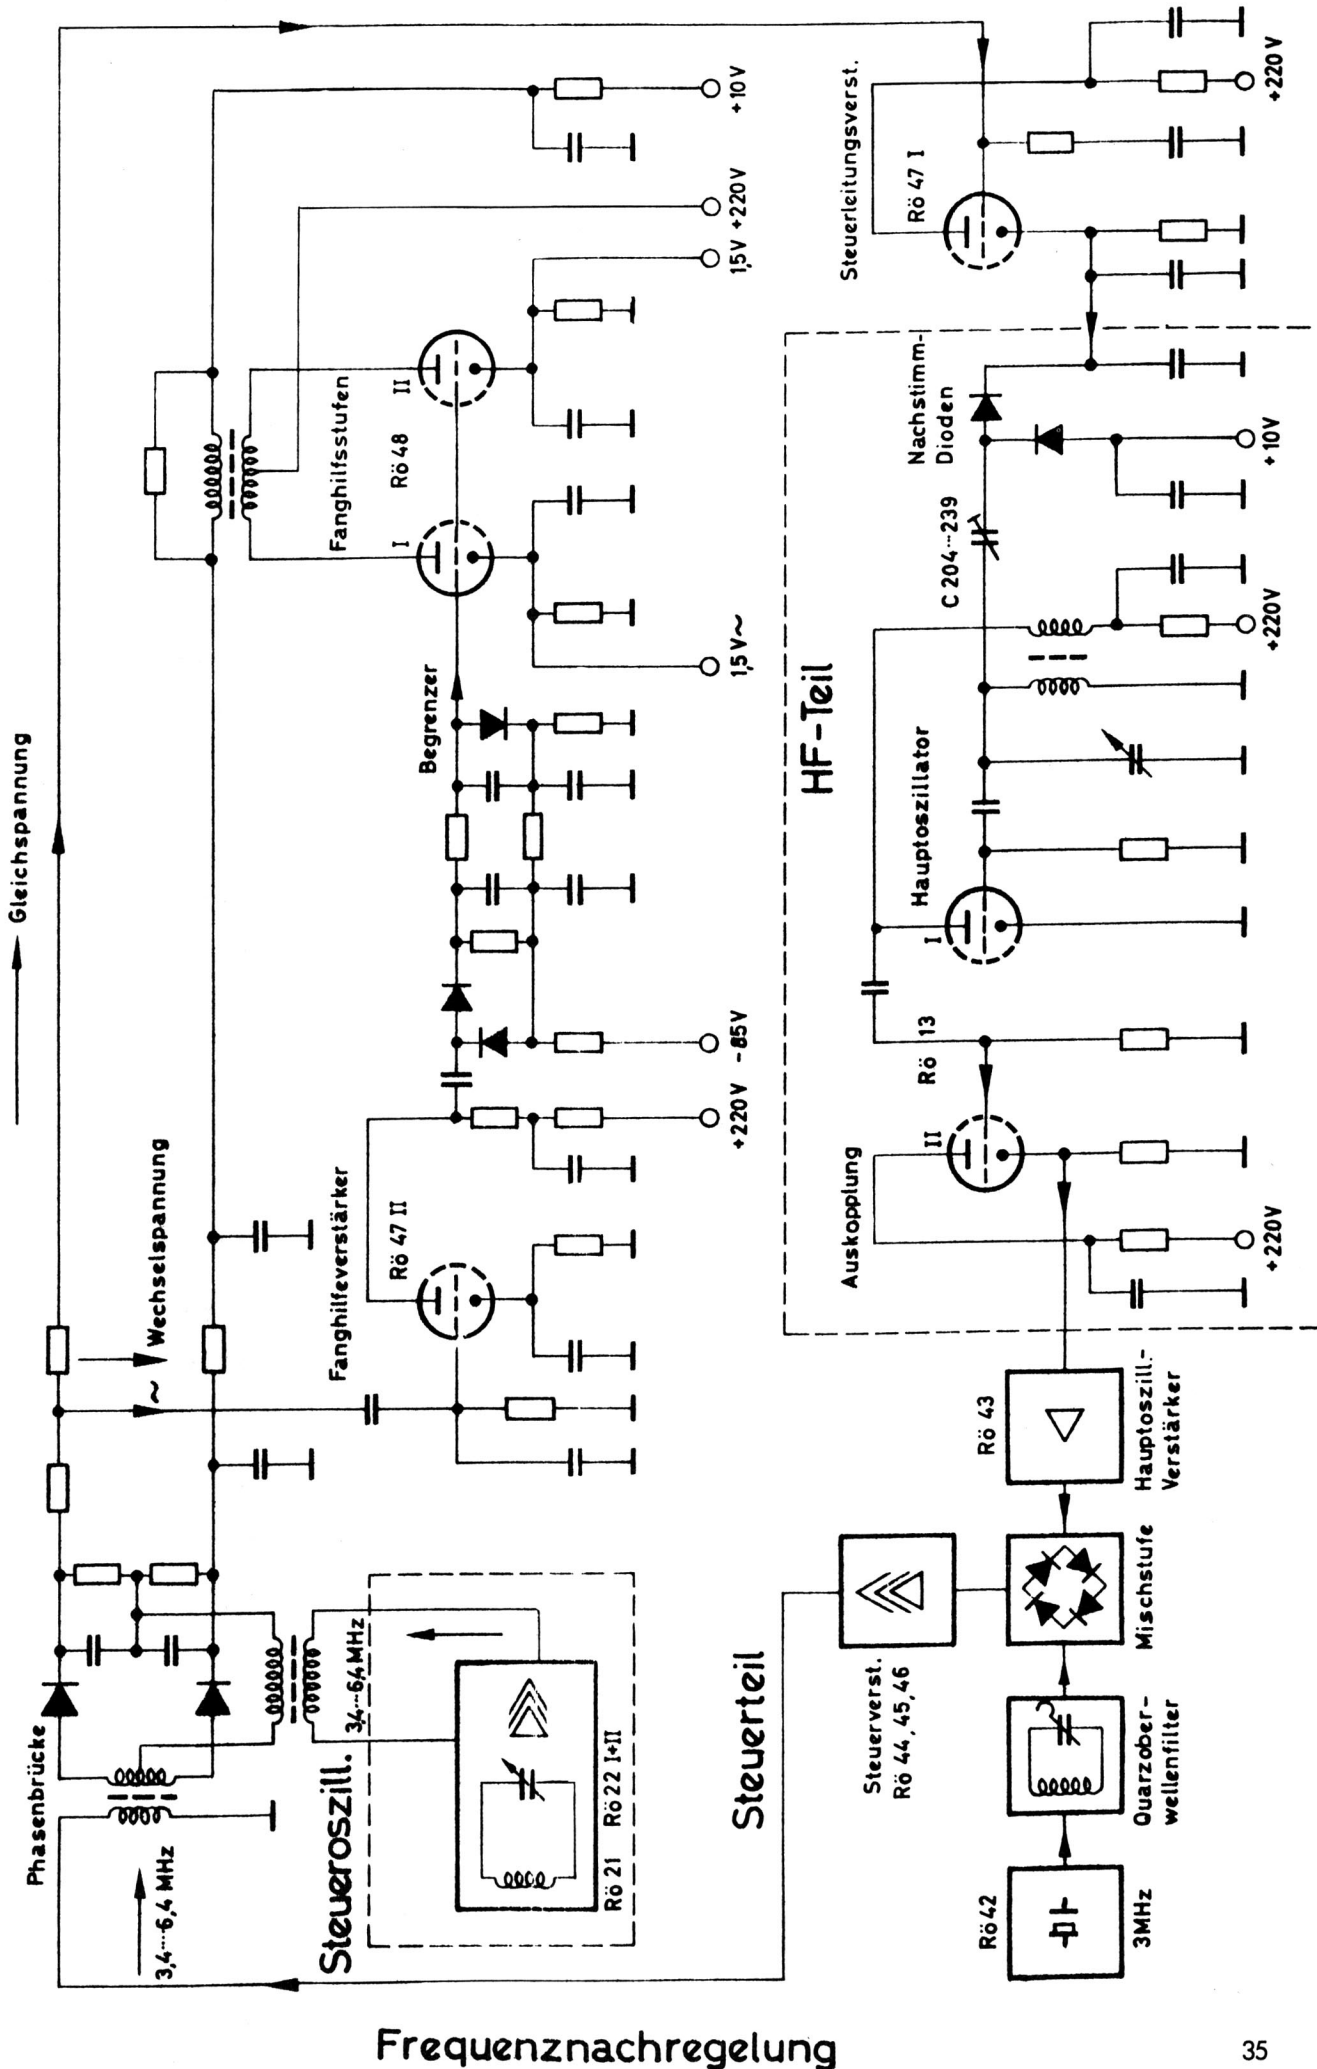 Gleichspannung
Wechselspannung
~
Phasenbrücke
3,4···6,4 MHz
Steueroszill.
3,4···6,4 MHz
Rö 21 Rö 22 I+II
Fanghilfeverstärker
Rö 47 II
+220V
-85V
Begrenzer
Fanghilfsstufen
I
Rö 48
II
1,5V~
1,5V
+220V
+10V
Steuerleitungsverst.
Rö 47 I
+220V
HF-Teil
Auskopplung
II
Rö 13
+220V
Hauptoszillator
I
C 204···239
Nachstimm-
Dioden
+220V
+10V
Steuerteil
Steuerverst.
Rö 44, 45, 46
Rö 42
3MHz
Quarzober-
wellenfilter
Mischstufe
Rö 43
Hauptoszill.-
Verstärker
Frequenznachregelung
35